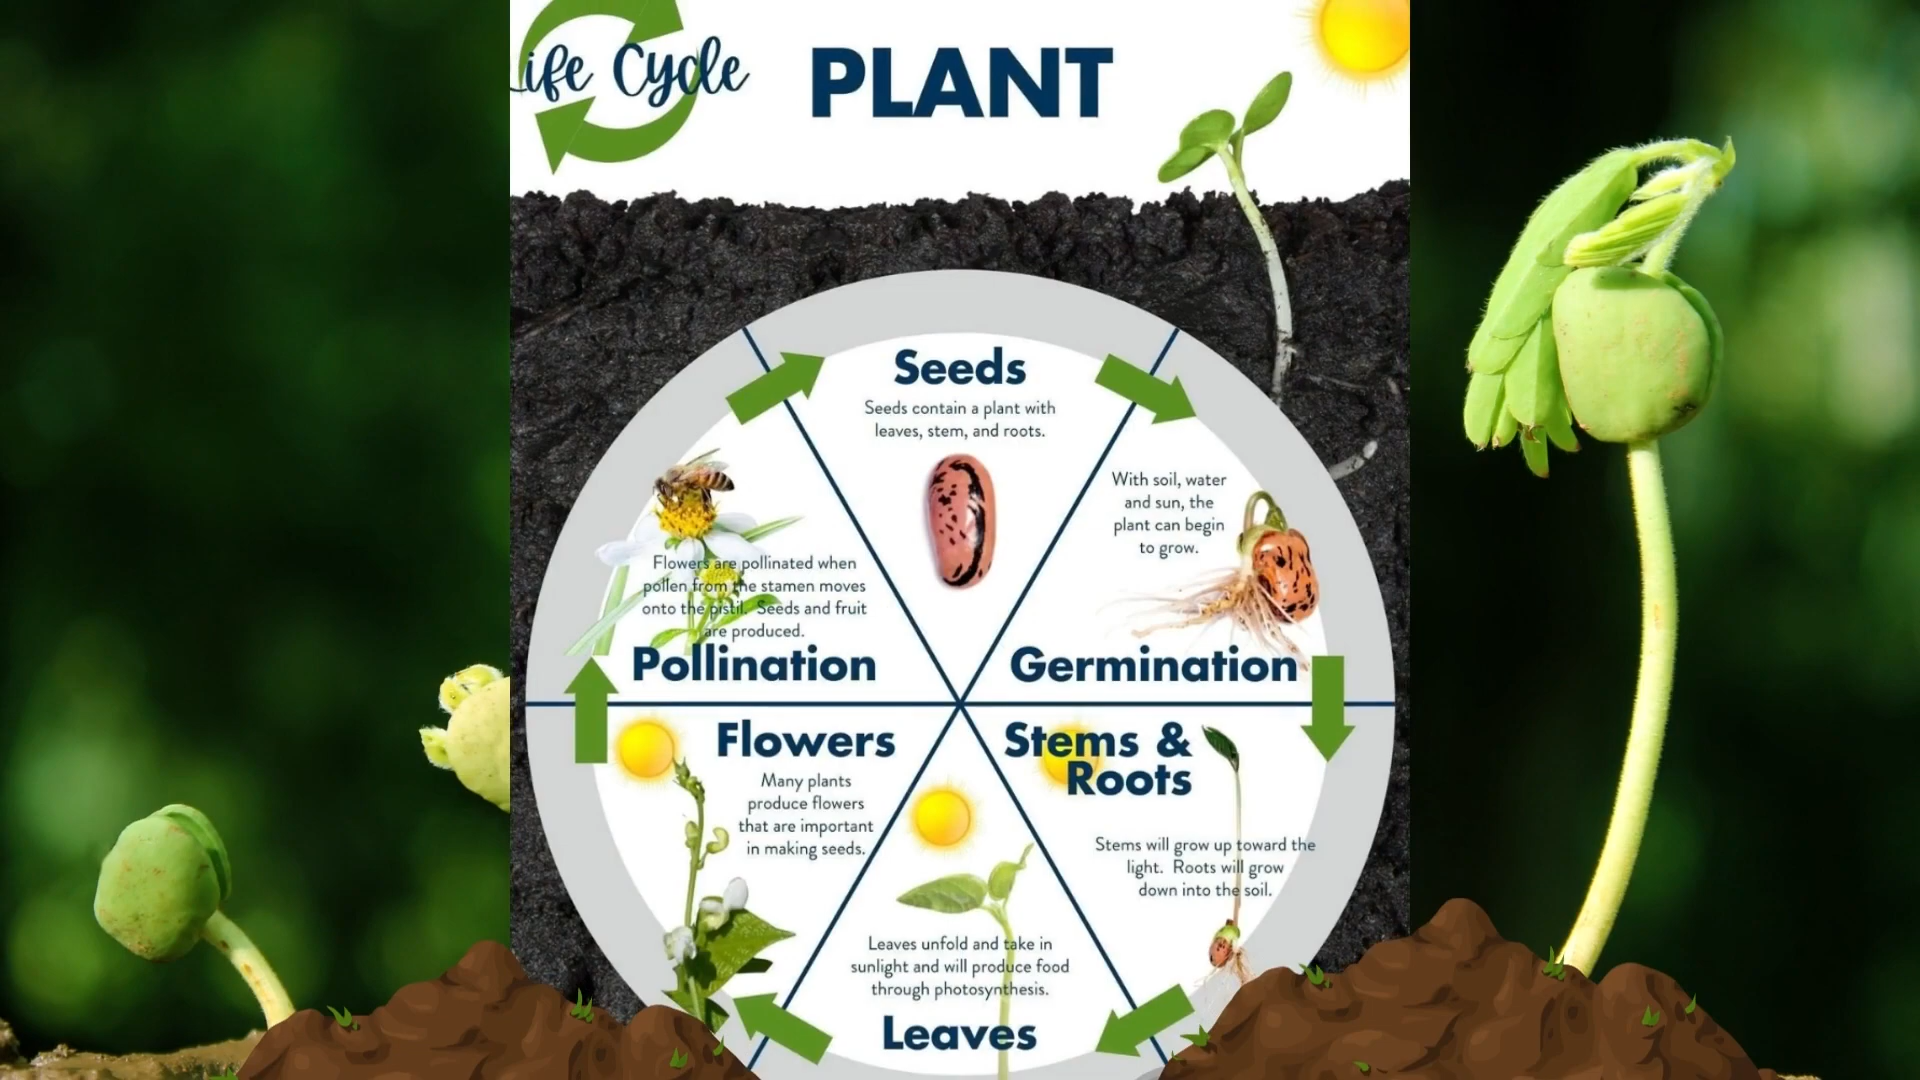 Life Cycle
PLANT
Seeds
Seeds contain a plant with
leaves, stem, and roots.
With soil, water
and sun, the
plant can begin
to grow.
Germination
Stems &
Roots
Stems will grow up toward the
light. Roots will grow
down into the soil.
Leaves unfold and take in
sunlight and will produce food
through photosynthesis.
Leaves
Flowers
Many plants
produce flowers
that are important
in making seeds.
Flowers are pollinated when
pollen from the stamen moves
onto the pistil. Seeds and fruit
are produced.
Pollination